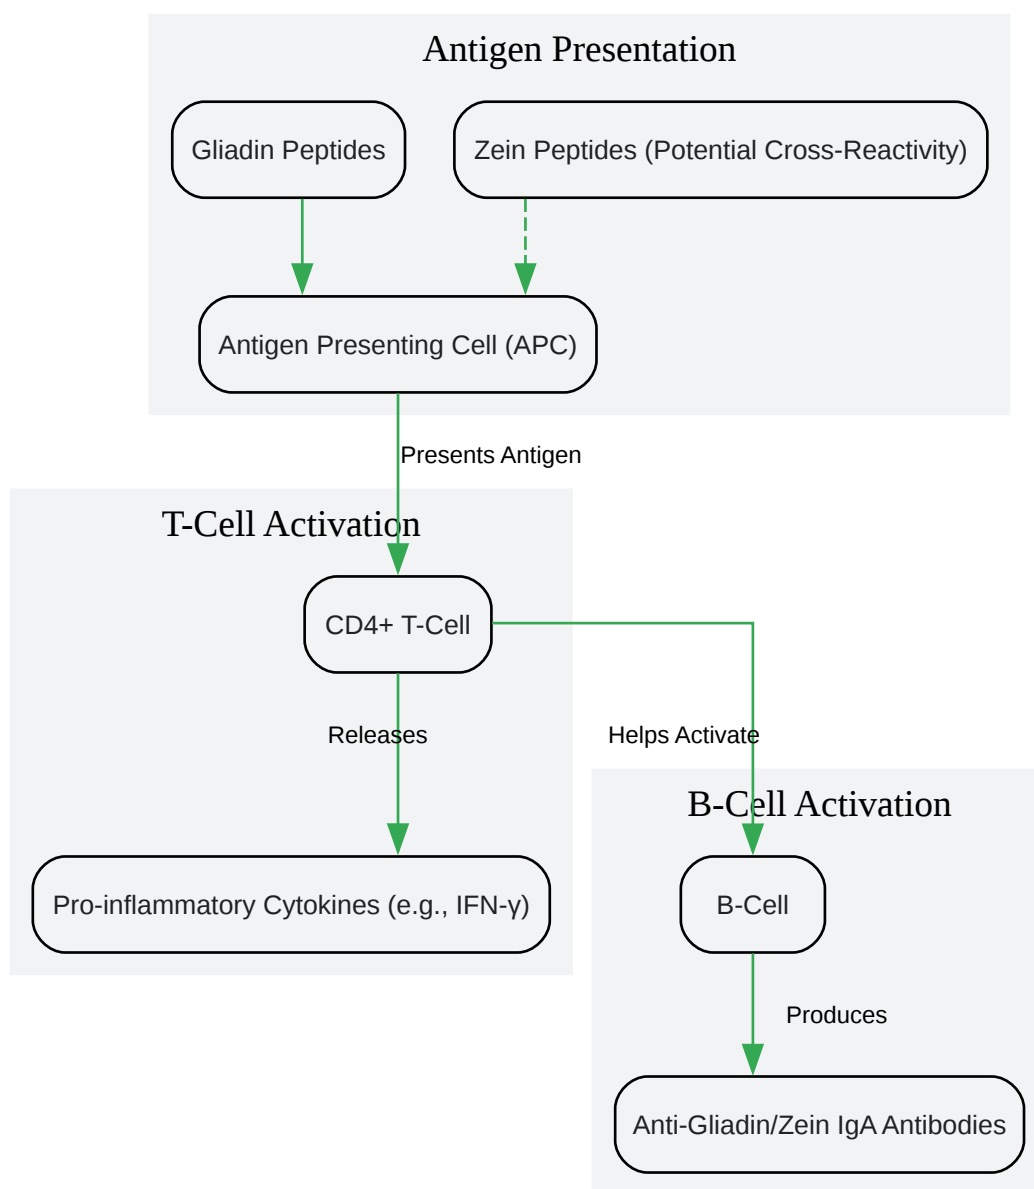 Antigen Presentation
Gliadin Peptides
Zein Peptides (Potential Cross-Reactivity)
Antigen Presenting Cell (APC)
Presents Antigen
T-Cell Activation
CD4+ T-Cell
Releases
Helps Activate
B-Cell Activation
Pro-inflammatory Cytokines (e.g., IFN-γ)
B-Cell
Produces
Anti-Gliadin/Zein IgA Antibodies